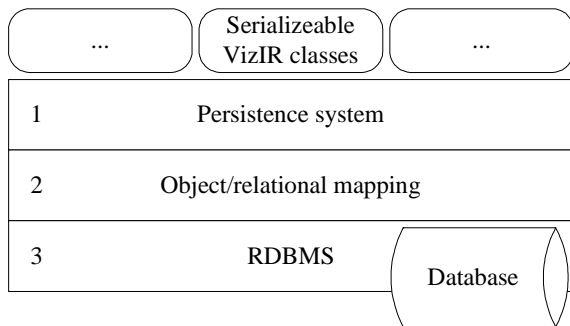 ...
Serializeable
VizIR classes
...
1 Persistence system
2 Object/relational mapping
3 RDBMS
Database